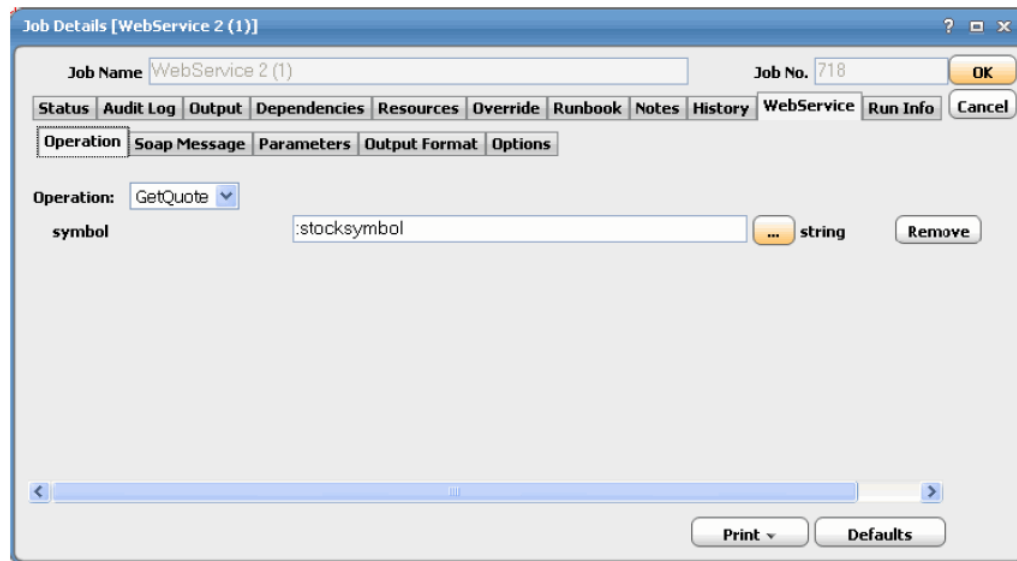 Job Details [WebService 2 (1)] ?
Job Name WebService 2 (1) Job No. 718 OK
Status Audit Log Output Dependencies Resources Override Runbook Notes History WebService Run Info Cancel
Operation Soap Message Parameters Output Format Options
Operation: GetQuote
symbol :stocksymbol ... string Remove
Print Defaults